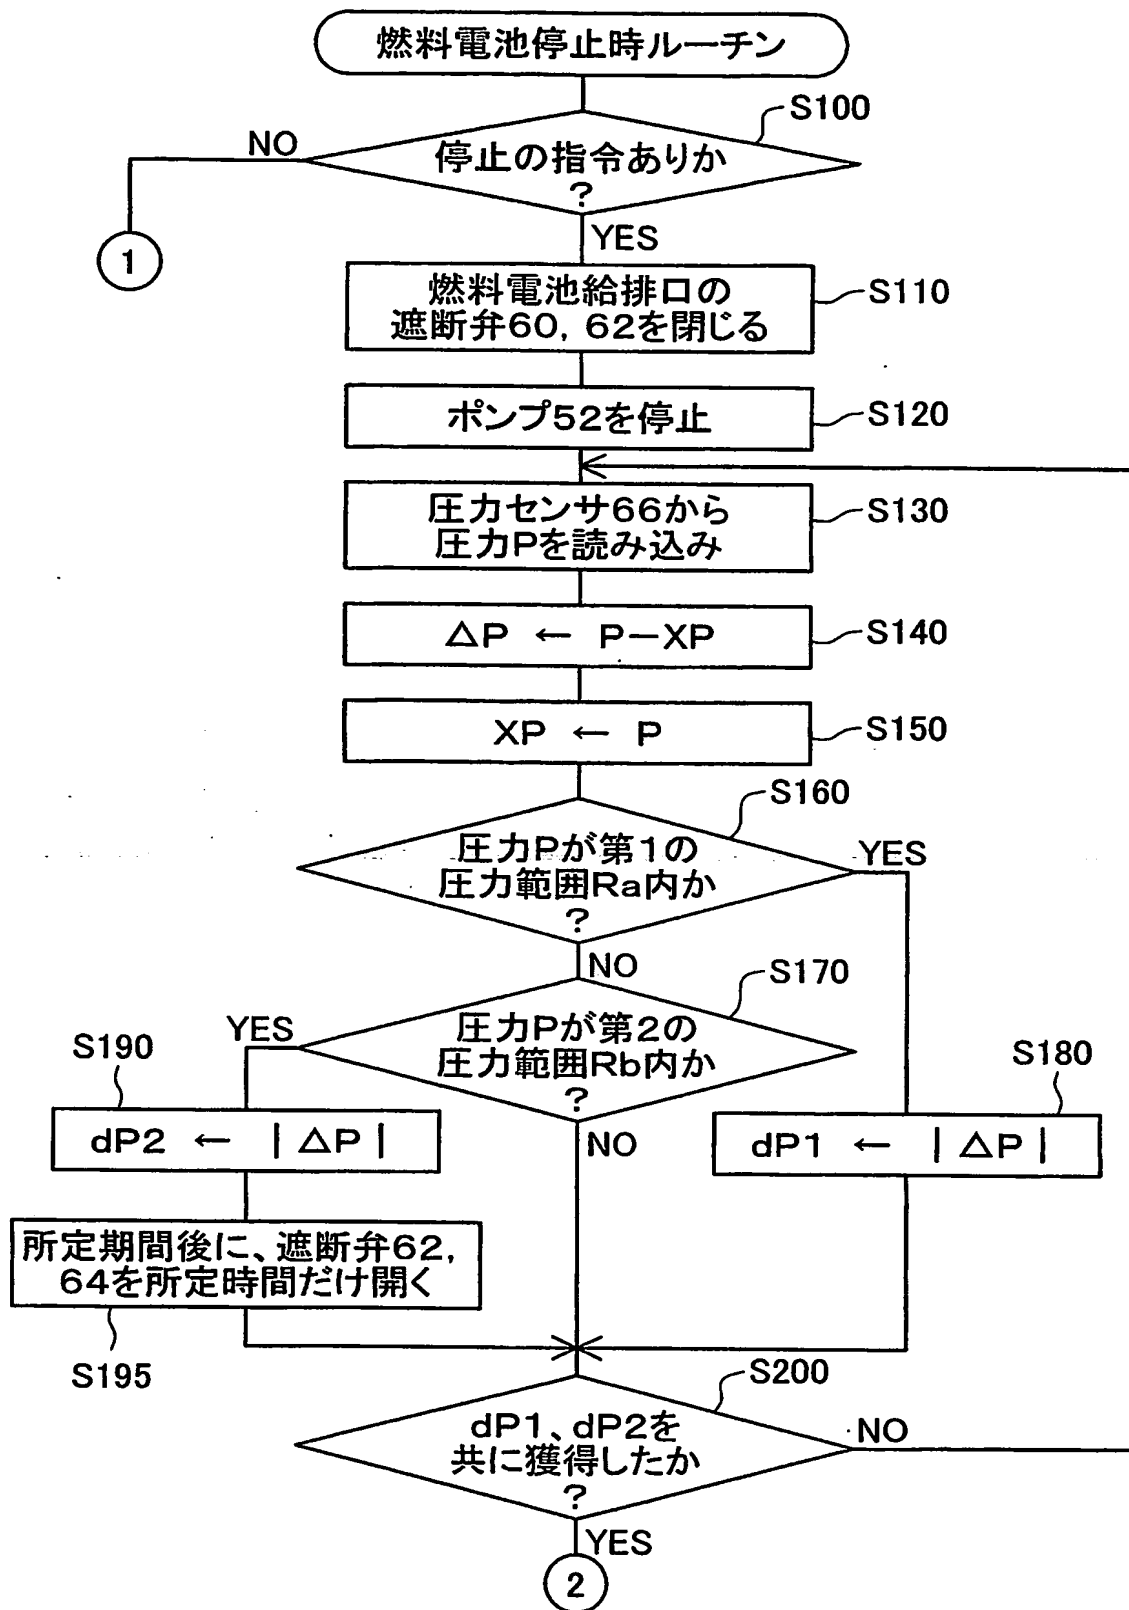 燃料電池停止時ルーチン
S100
NO
停止の指令ありか
?
YES
1
燃料電池給排口の
遮断弁60, 62を閉じる
S110
ポンプ52を停止
S120
圧力センサ66から
圧力Pを読み込み
S130
△P ← P−XP
S140
XP ← P
S150
S160
圧力Pが第1の
圧力範囲Ra内か
?
YES
NO
S170
圧力Pが第2の
圧力範囲Rb内か
?
YES
NO
S190
dP2 ← |△P|
S180
dP1 ← |△P|
所定期間後に、遮断弁62,
64を所定時間だけ開く
S195
S200
dP1、dP2を
共に獲得したか
?
NO
YES
2